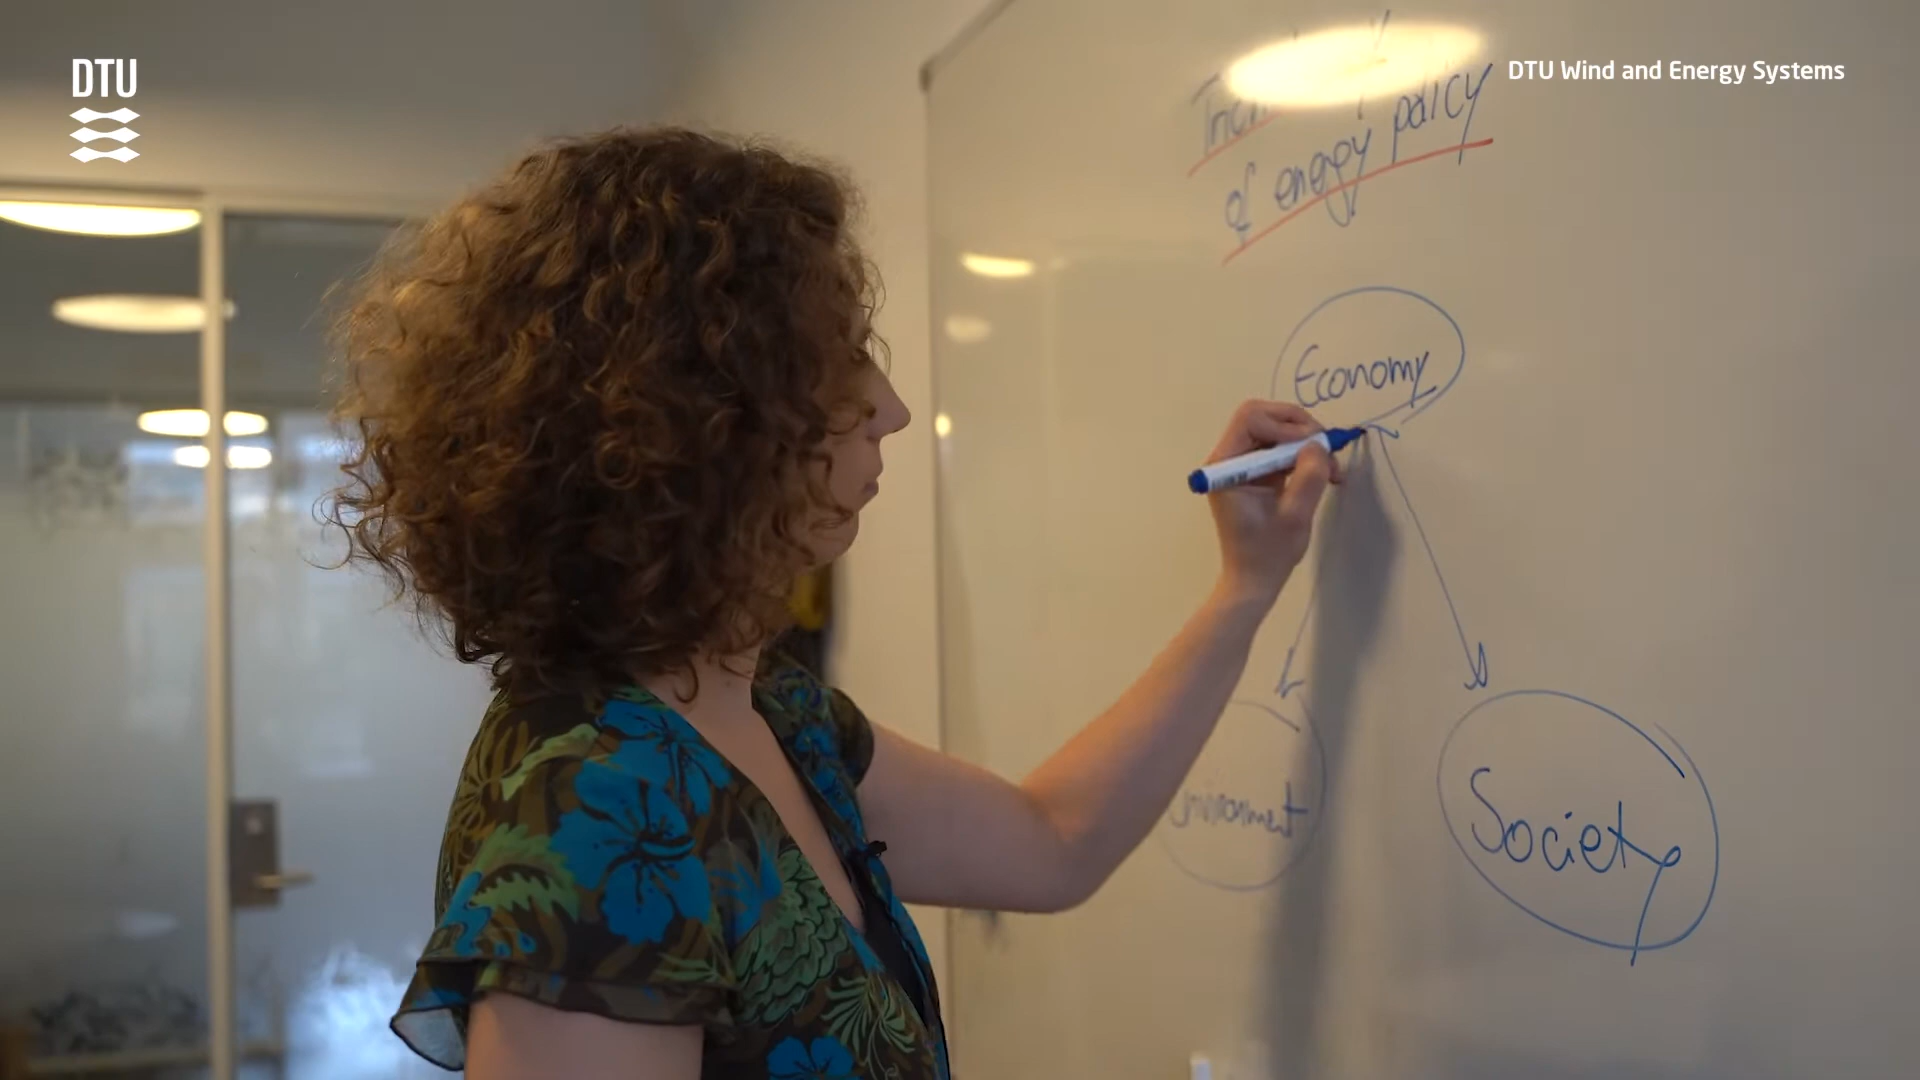 DTU
DTU Wind and Energy Systems
of energy policy
Economy
Society